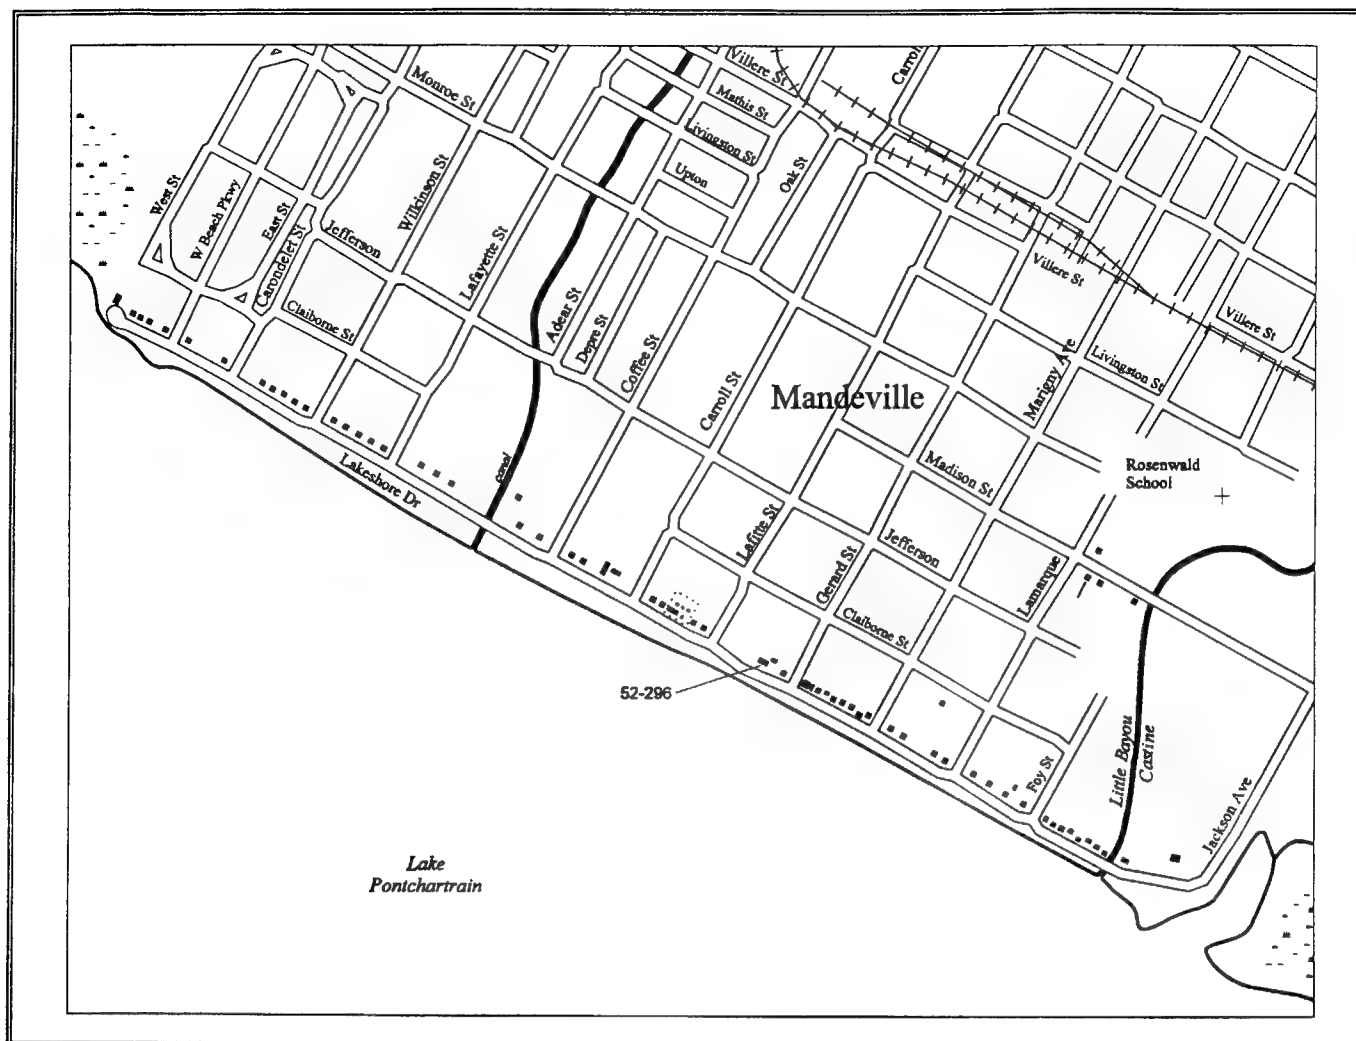 Villere St
Carroll
Monroe St
Mathis St
Livingston St
Upton
Oak St
West St
W Beach Pkwy
East St
Carondelet St
Jefferson
Wilkinson St
Lafayette St
Claiborne St
Adear St
Depre St
Coffee St
Carroll St
Villere St
Villere St
Livingston St
Marigny Ave
Mandeville
Madison St
Rosenwald
School
Lakeshore Dr
canal
Lafitte St
Gerard St
Jefferson
Lamarque
Claiborne St
52-296
Foy St
Little Bayou
Castine
Jackson Ave
Lake
Pontchartrain